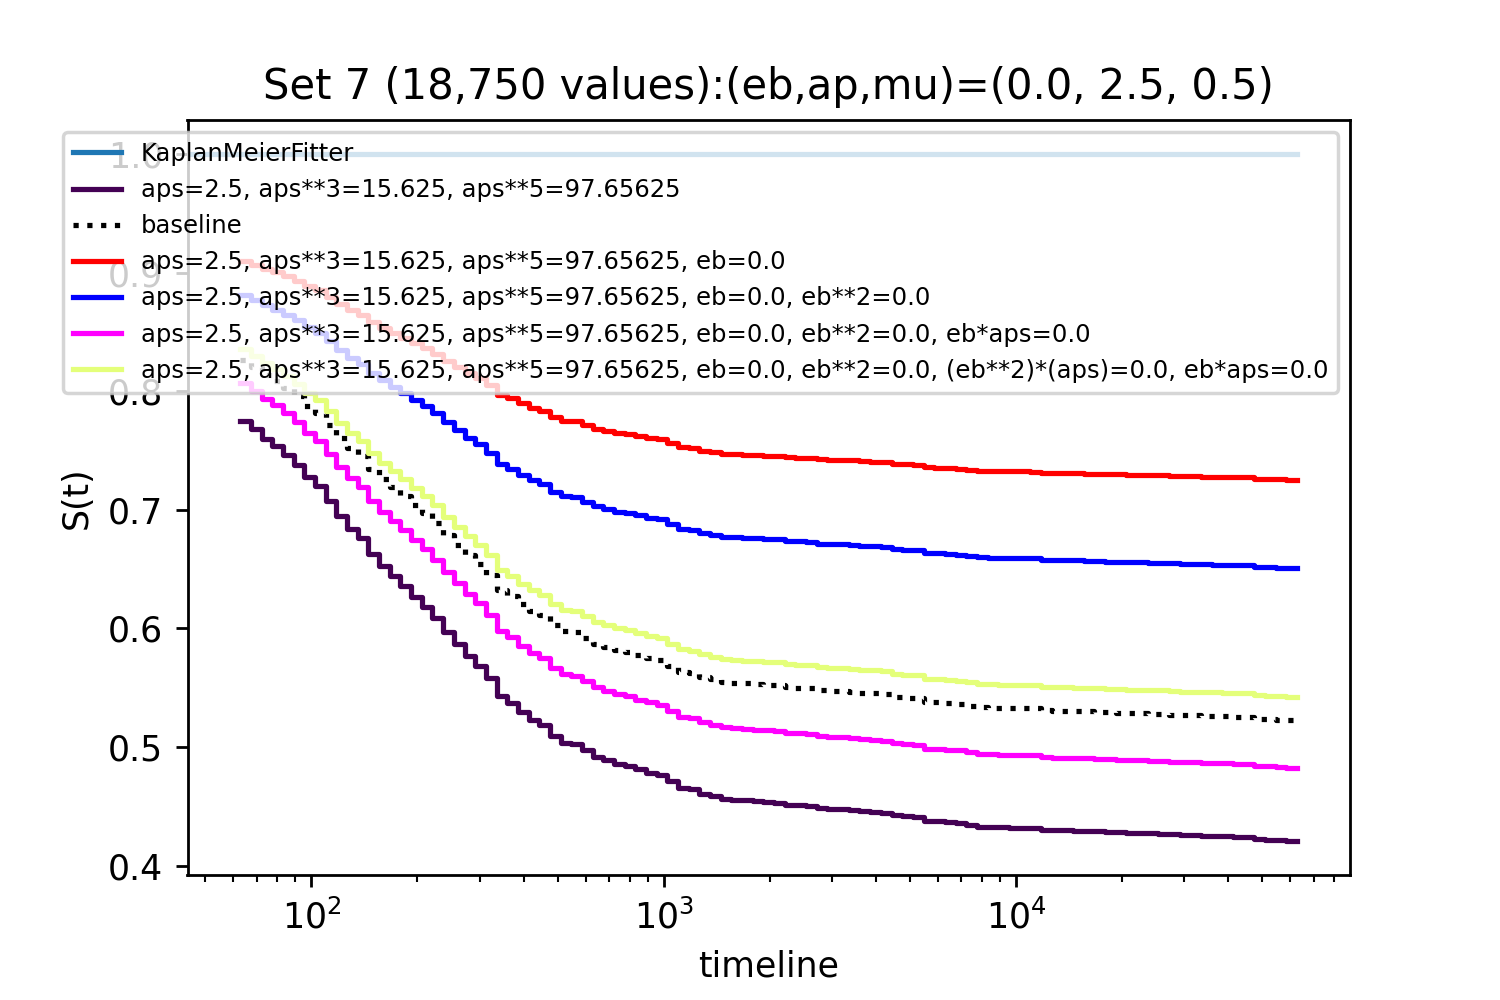 Set 7 (18,750 values):(eb,ap,mu)=(0.0, 2.5, 0.5)
1.0
KaplanMeierFitter
aps=2.5, aps**3=15.625, aps**5=97.65625
baseline
aps=2.5, aps**3=15.625, aps**5=97.65625, eb=0.0
0.9
aps=2.5, aps**3=15.625, aps**5=97.65625, eb=0.0, eb**2=0.0
aps=2.5, aps**3=15.625, aps**5=97.65625, eb=0.0, eb**2=0.0, eb*aps=0.0
aps=2.5, aps**3=15.625, aps**5=97.65625, eb=0.0, eb**2=0.0, (eb**2)*(aps)=0.0, eb*aps=0.0
0.8
S(t)
0.7
0.6
0.5
0.4
10² 10³ 10⁴
timeline